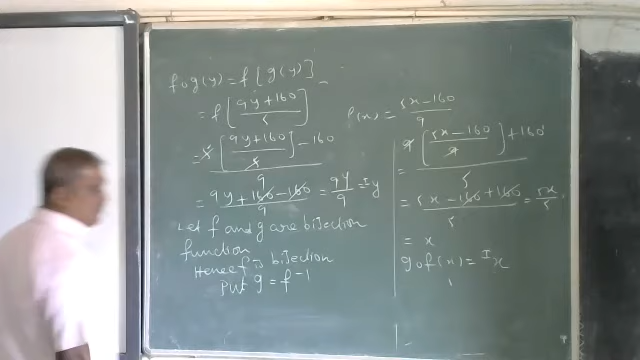 fog(y) = f[g(y)]
= f[(9y+160)/5]
= 5[(9y+160)/5] - 160
/9
= (9y+160-160)/9 = 9y/9 = Iy
Let f and g are bijection
function
Hence f is bijection
Put g = f⁻¹
f(x) = (5x-160)/9
= 9[(5x-160)/9] + 160
/5
= (5x-160+160)/5 = 5x/5
= x
gof(x) = Ix